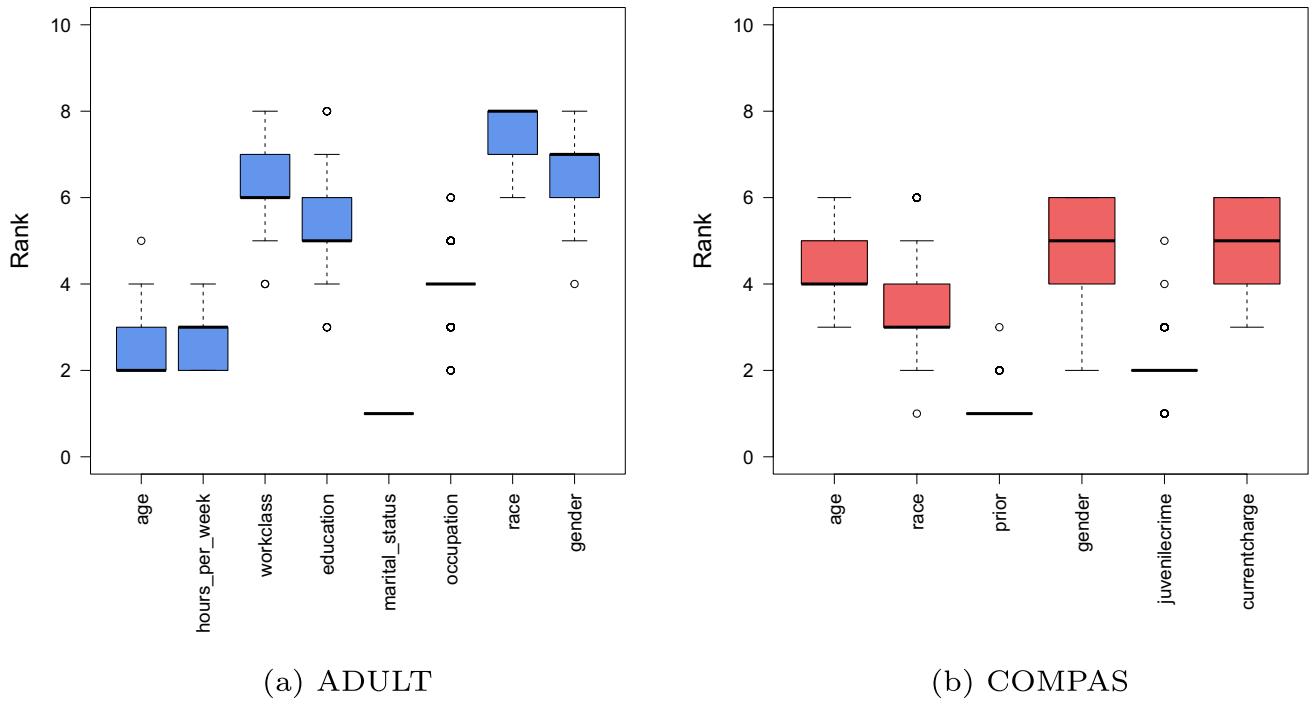 10
8
6
4
2
0
Rank
age
hours_per_week
workclass
education
marital_status
occupation
race
gender
(a) ADULT
10
8
6
4
2
0
Rank
age
race
prior
gender
juvenilecrime
currentcharge
(b) COMPAS